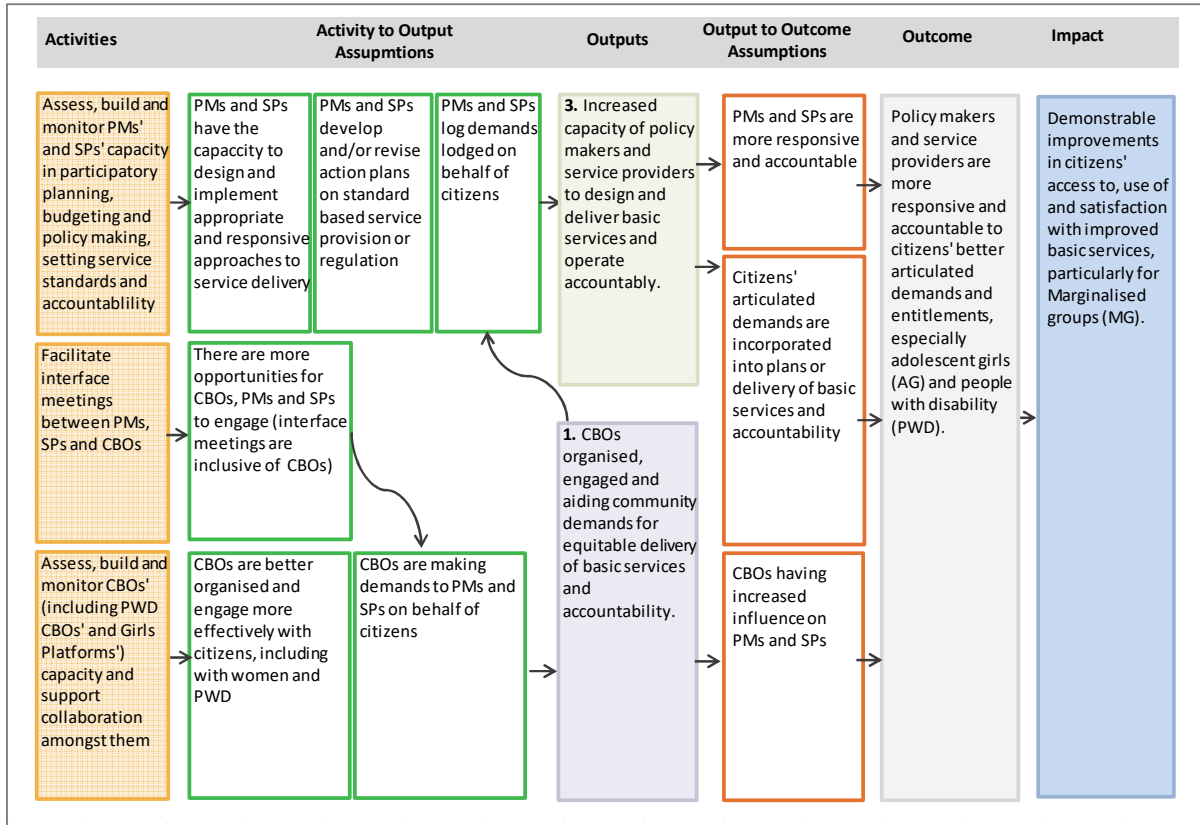 Activities
Activity to Output
Assupmtions
Outputs
Output to Outcome
Assumptions
Outcome
Impact
Assess, build and
monitor PMs'
and SPs' capacity
in participatory
planning,
budgeting and
policy making,
setting service
standards and
accountablility
PMs and SPs
have the
capaccity to
design and
implement
appropriate
and responsive
approaches to
service delivery
PMs and SPs
develop
and/or revise
action plans
on standard
based service
provision or
regulation
PMs and SPs
log demands
lodged on
behalf of
citizens
3. Increased
capacity of policy
makers and
service providers
to design and
deliver basic
services and
operate
accountably.
PMs and SPs are
more responsive
and accountable
Citizens'
articulated
demands are
incorporated
into plans or
delivery of basic
services and
accountability
Policy makers
and service
providers are
more
responsive and
accountable to
citizens' better
articulated
demands and
entitlements,
especially
adolescent girls
(AG) and people
with disability
(PWD).
Demonstrable
improvements
in citizens'
access to, use of
and satisfaction
with improved
basic services,
particularly for
Marginalised
groups (MG).
Facilitate
interface
meetings
between PMs,
SPs and CBOs
There are more
opportunities for
CBOs, PMs and SPs
to engage (interface
meetings are
inclusive of CBOs)
1. CBOs
organised,
engaged and
aiding community
demands for
equitable delivery
of basic services
and
accountability.
Assess, build and
monitor CBOs'
(including PWD
CBOs' and Girls
Platforms')
capacity and
support
collaboration
amongst them
CBOs are better
organised and
engage more
effectively with
citizens, including
with women and
PWD
CBOs are making
demands to PMs and
SPs on behalf of
citizens
CBOs having
increased
influence on
PMs and SPs